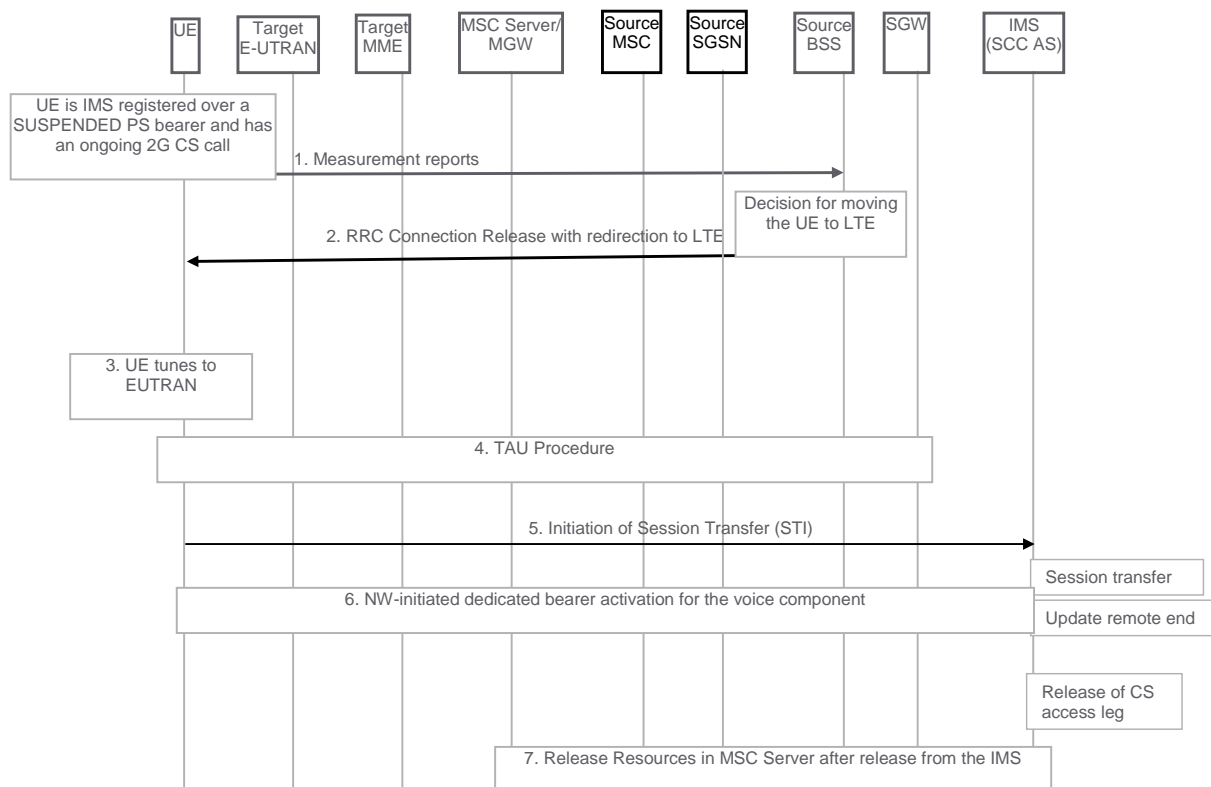 UE
Target
E-UTRAN
Target
MME
MSC Server/
MGW
Source
MSC
Source
SGSN
Source
BSS
SGW
IMS
(SCC AS)
UE is IMS registered over a
SUSPENDED PS bearer and has
an ongoing 2G CS call
1. Measurement reports
Decision for moving
the UE to LTE
2. RRC Connection Release with redirection to LTE
3. UE tunes to
EUTRAN
4. TAU Procedure
5. Initiation of Session Transfer (STI)
Session transfer
6. NW-initiated dedicated bearer activation for the voice component
Update remote end
Release of CS
access leg
7. Release Resources in MSC Server after release from the IMS